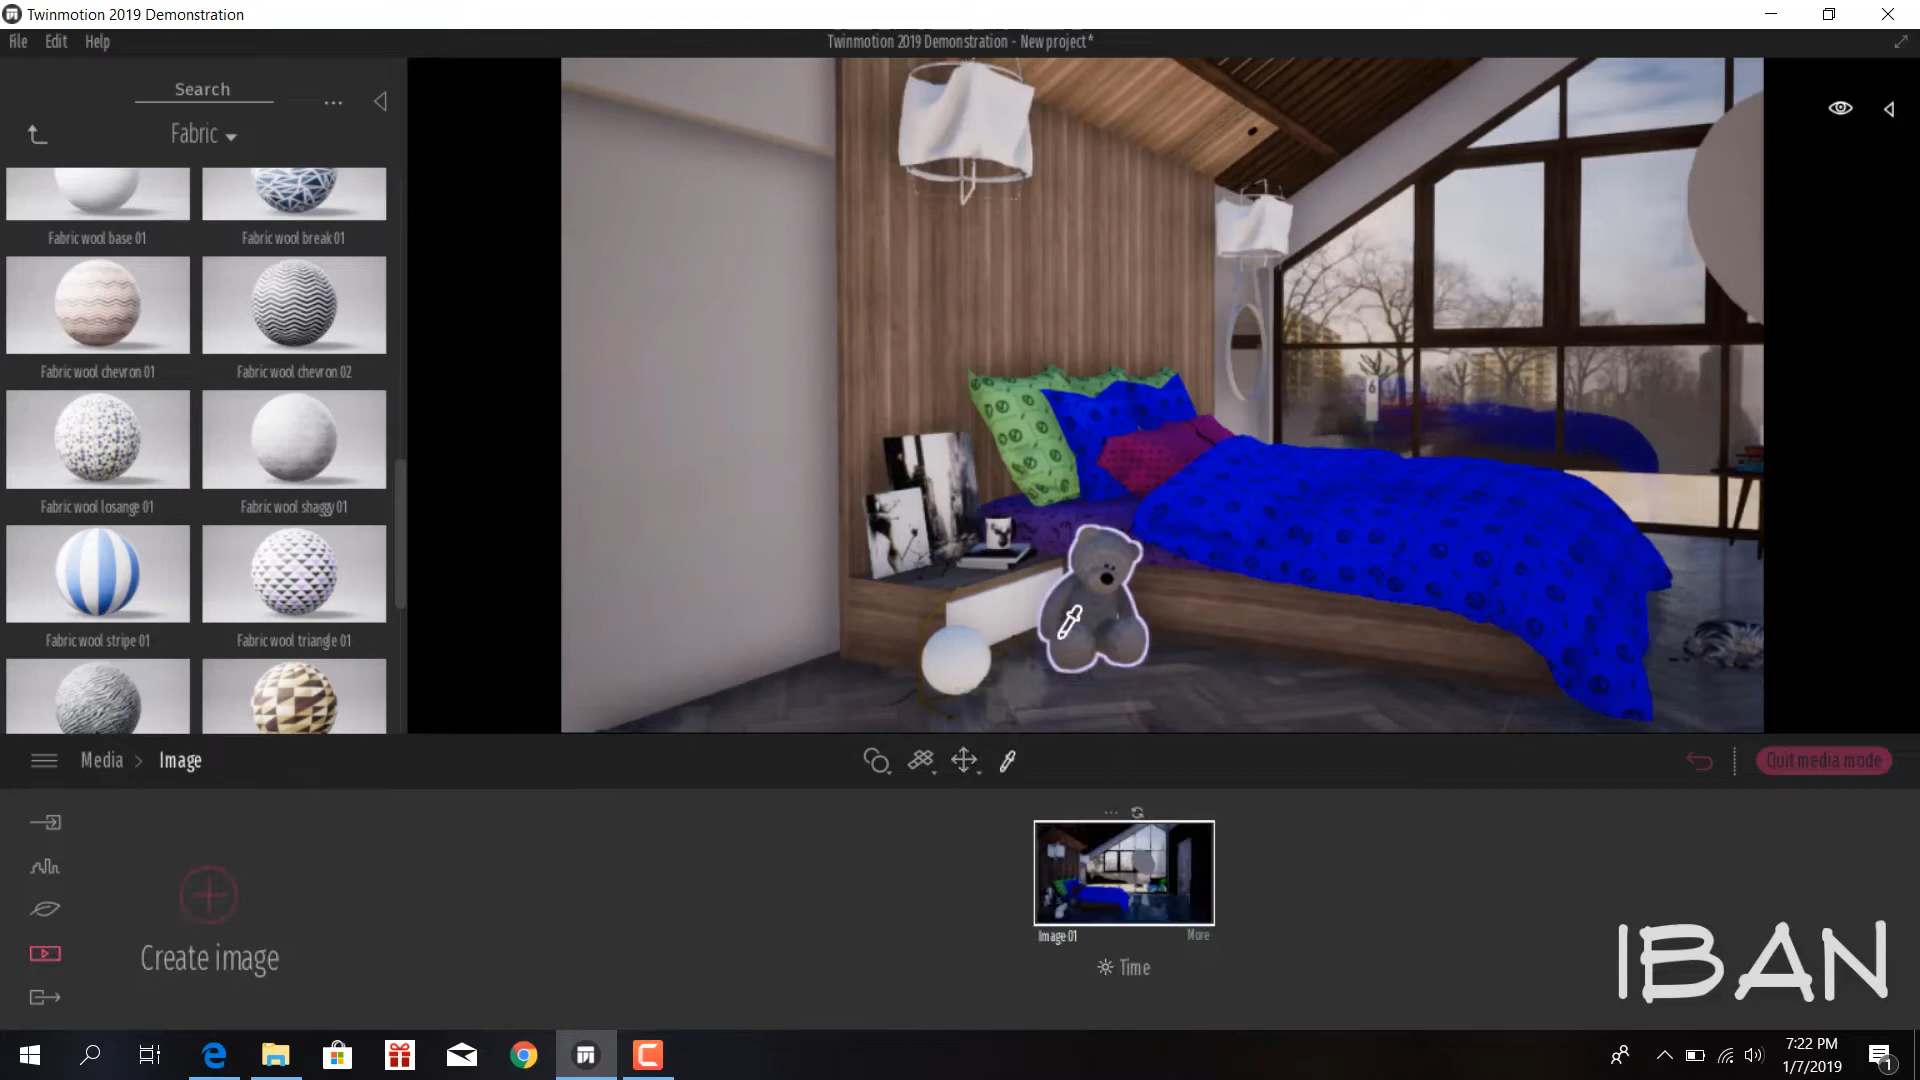 Twinmotion 2019 Demonstration
File Edit Help
Twinmotion 2019 Demonstration - New project*
Search
...
Fabric
Fabric wool base 01
Fabric wool break 01
Fabric wool chevron 01
Fabric wool chevron 02
Fabric wool losange 01
Fabric wool shaggy 01
Fabric wool stripe 01
Fabric wool triangle 01
6
Media > Image
Quit media mode
Create image
Image 01
More
Time
IBAN
7:22 PM
1/7/2019
1